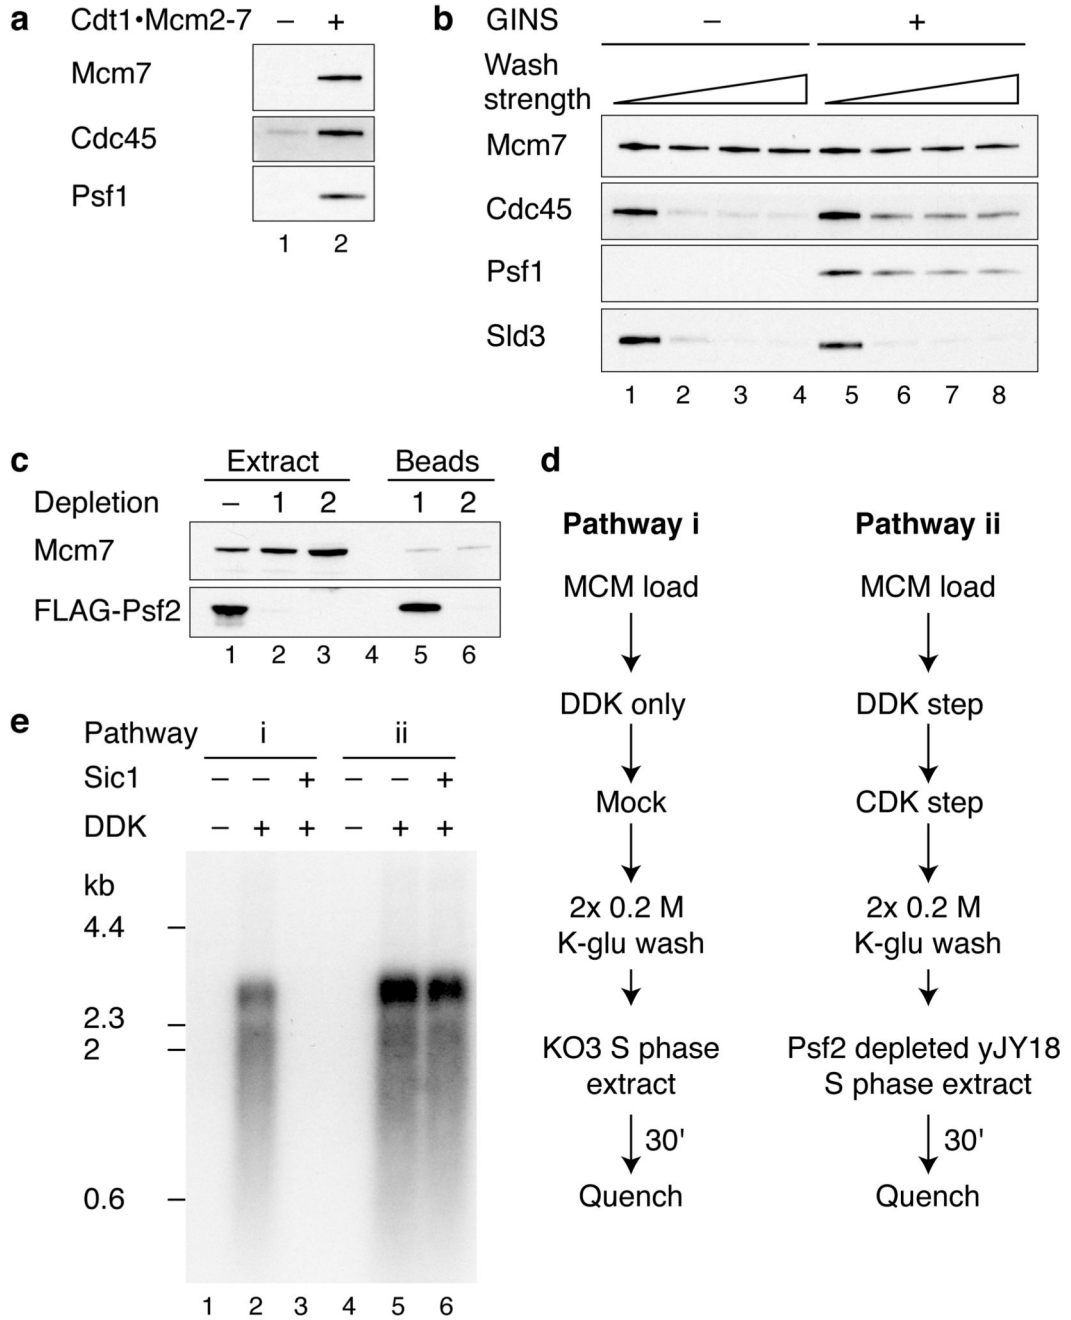 a
Cdt1•Mcm2-7 − +
Mcm7
Cdc45
Psf1
1 2
b
GINS − +
Wash
strength
Mcm7
Cdc45
Psf1
Sld3
1 2 3 4 5 6 7 8
c
Extract Beads
Depletion − 1 2 1 2
Mcm7
FLAG-Psf2
1 2 3 4 5 6
d
Pathway i
MCM load
DDK only
Mock
2x 0.2 M
K-glu wash
KO3 S phase
extract
30'
Quench
Pathway ii
MCM load
DDK step
CDK step
2x 0.2 M
K-glu wash
Psf2 depleted yJY18
S phase extract
30'
Quench
e
Pathway i ii
Sic1 − − + − − +
DDK − + + − + +
kb
4.4
2.3
2
0.6
1 2 3 4 5 6